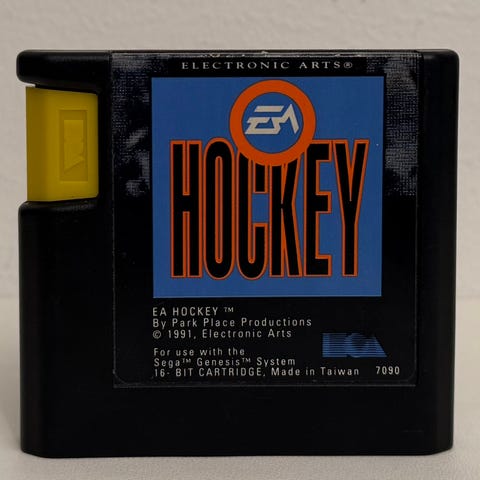 ELECTRONIC ARTS®
EA
HOCKEY
EA HOCKEY ™
By Park Place Productions
© 1991, Electronic Arts
For use with the
Sega™ Genesis™ System
16- BIT CARTRIDGE, Made in Taiwan 7090